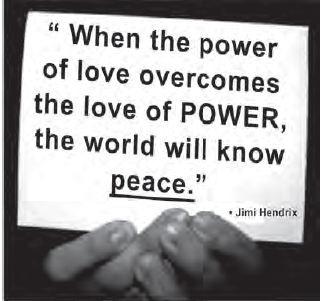 “ When the power
of love overcomes
the love of POWER,
the world will know
peace.”
• Jimi Hendrix